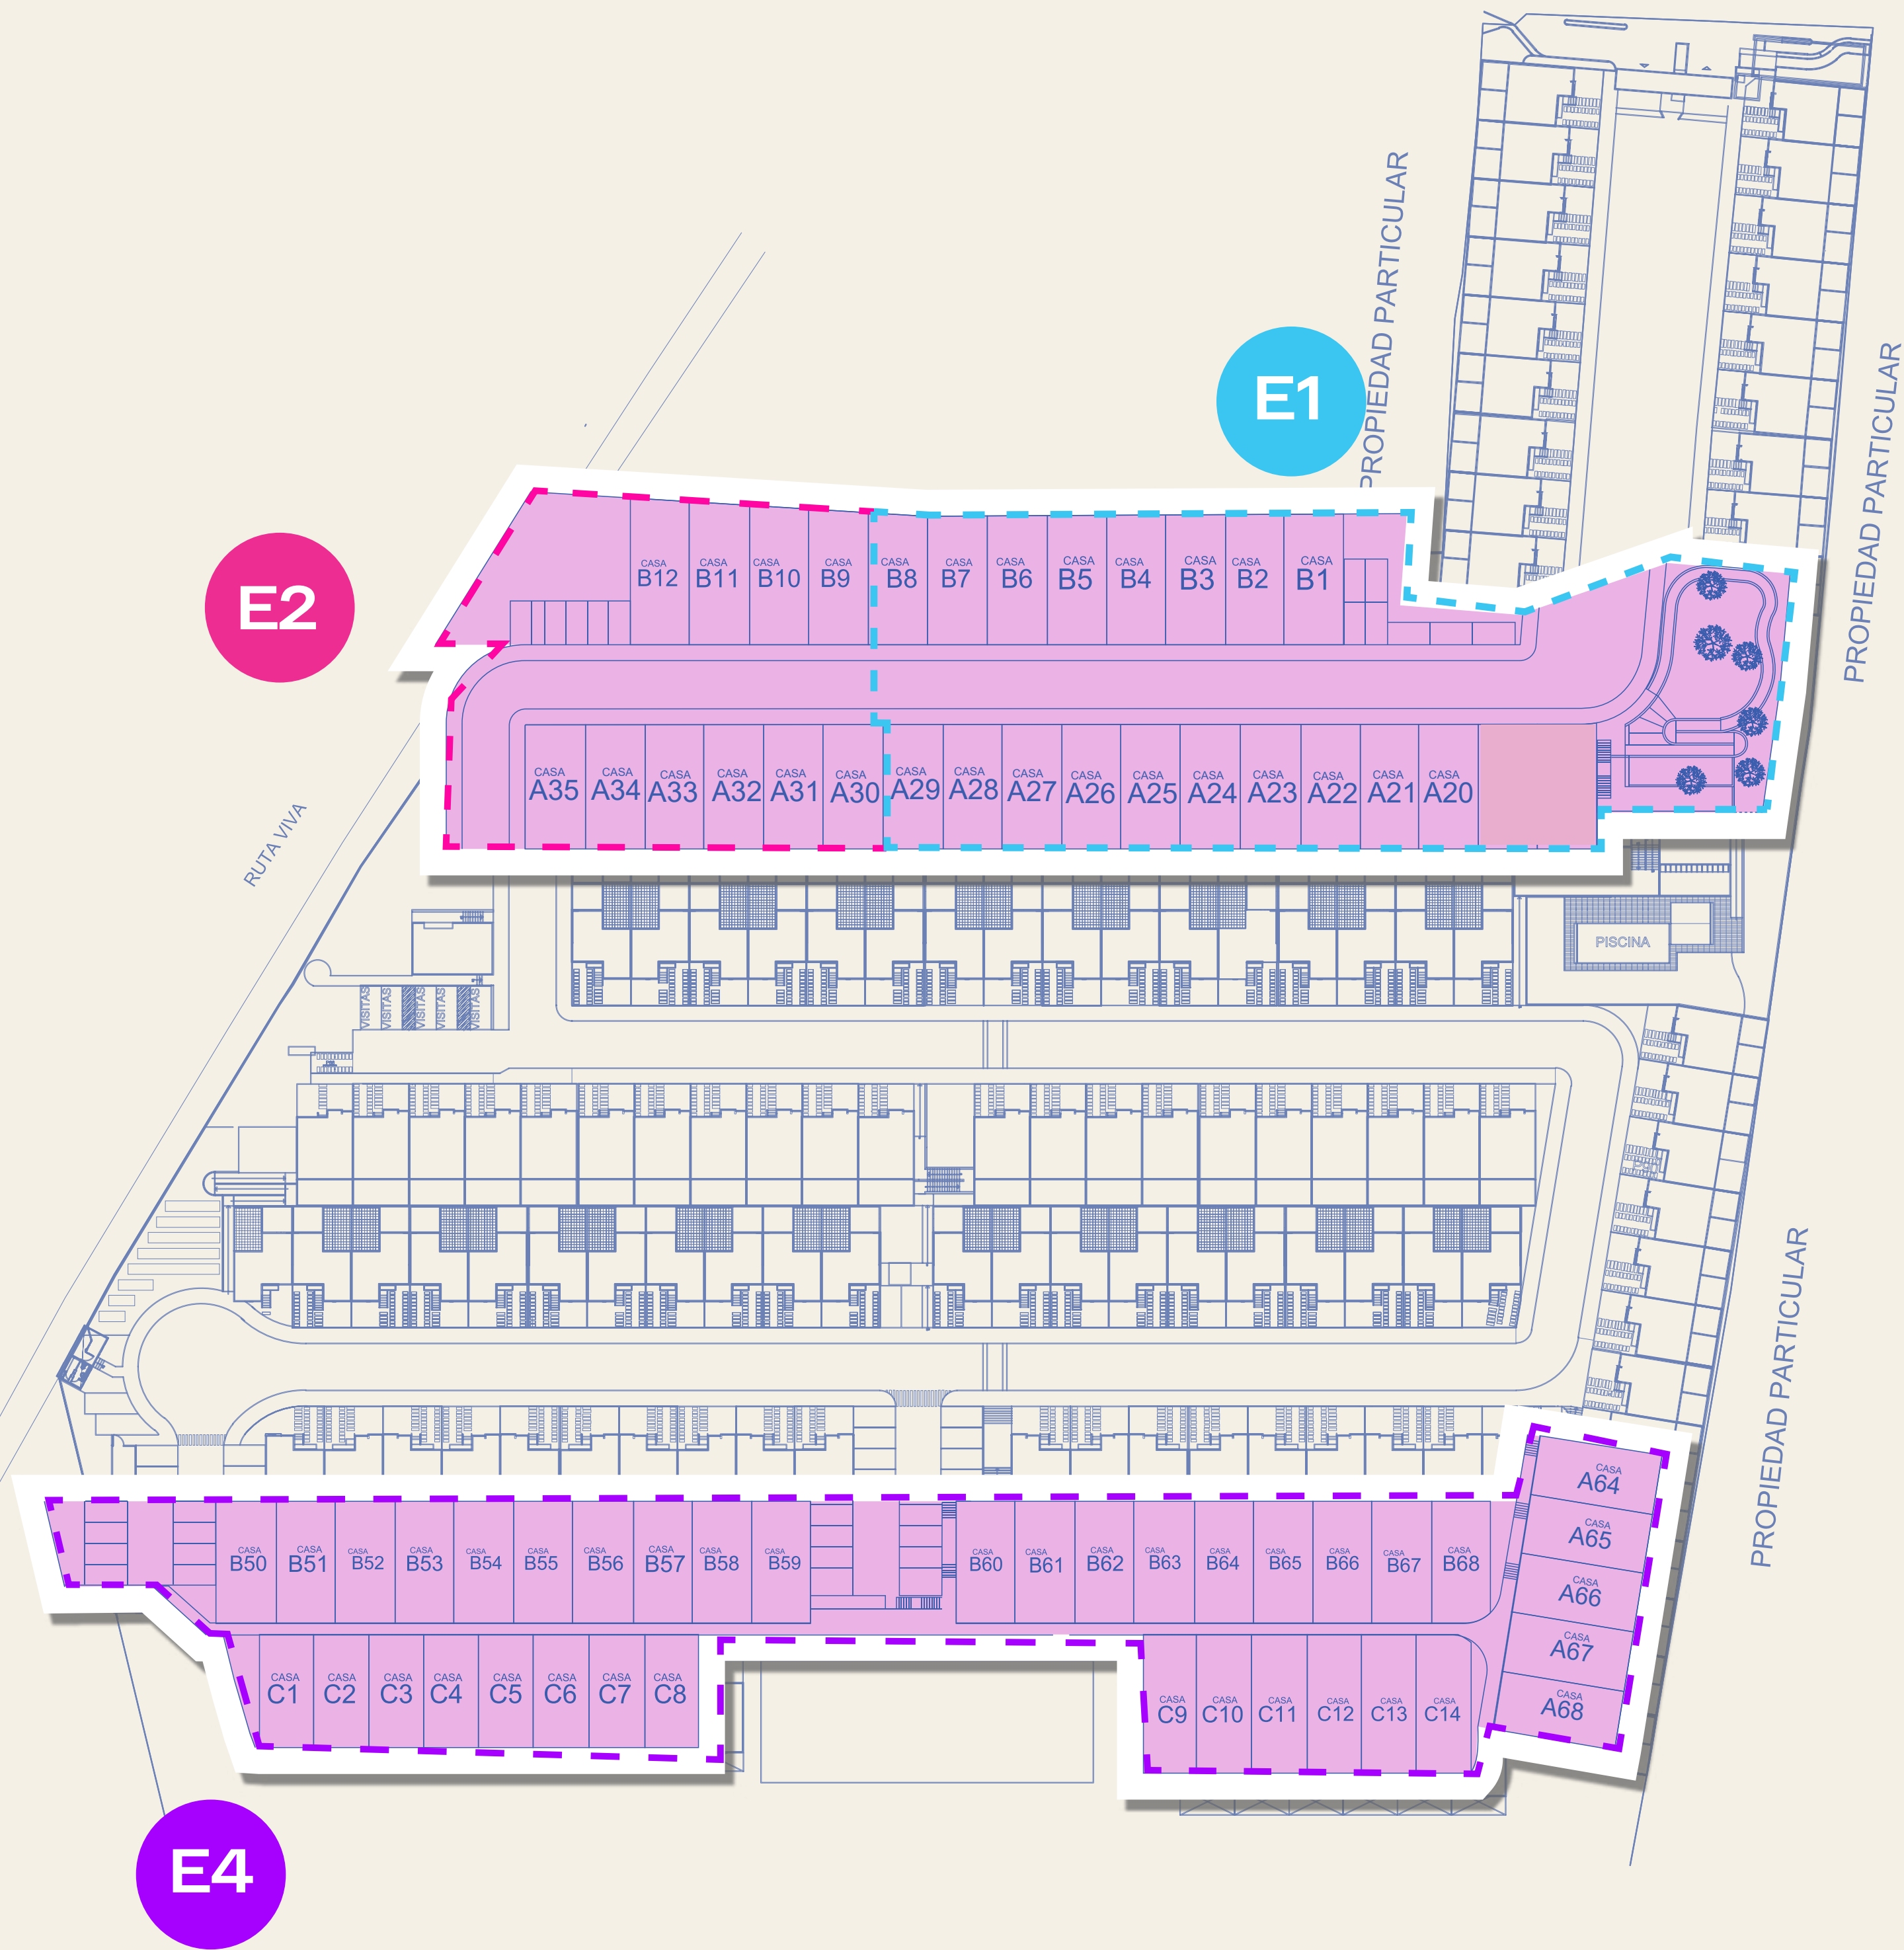 PROPIEDAD PARTICULAR
E1
PROPIEDAD PARTICULAR
E2
CASA B12 CASA B11 CASA B10 CASA B9 CASA B8 CASA B7 CASA B6 CASA B5 CASA B4 CASA B3 CASA B2 CASA B1
CASA A35 CASA A34 CASA A33 CASA A32 CASA A31 CASA A30 CASA A29 CASA A28 CASA A27 CASA A26 CASA A25 CASA A24 CASA A23 CASA A22 CASA A21 CASA A20
RUTA VIVA
PISCINA
VISITAS VISITAS VISITAS VISITAS VISITAS
PROPIEDAD PARTICULAR
CASA A64
CASA A65
CASA A66
CASA A67
CASA A68
CASA B50 CASA B51 CASA B52 CASA B53 CASA B54 CASA B55 CASA B56 CASA B57 CASA B58 CASA B59 CASA B60 CASA B61 CASA B62 CASA B63 CASA B64 CASA B65 CASA B66 CASA B67 CASA B68
CASA C1 CASA C2 CASA C3 CASA C4 CASA C5 CASA C6 CASA C7 CASA C8 CASA C9 CASA C10 CASA C11 CASA C12 CASA C13 CASA C14
E4